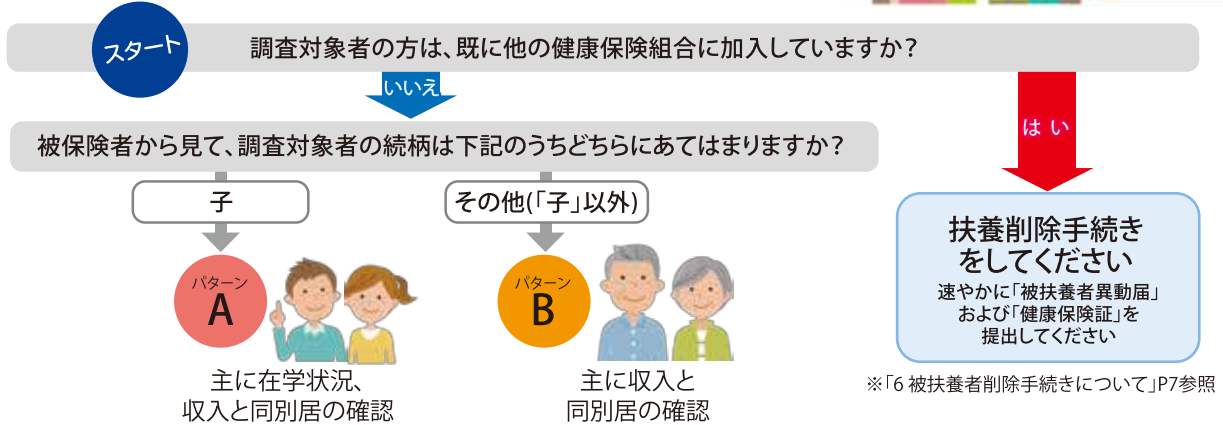 スタート
調査対象者の方は、既に他の健康保険組合に加入していますか?
いいえ
はい
被保険者から見て、調査対象者の続柄は下記のうちどちらにあてはまりますか?
子
その他(「子」以外)
パターン
A
主に在学状況、
収入と同別居の確認
パターン
B
主に収入と
同別居の確認
扶養削除手続き
をしてください
速やかに「被扶養者異動届」
および「健康保険証」を
提出してください
※「6 被扶養者削除手続きについて」P7参照